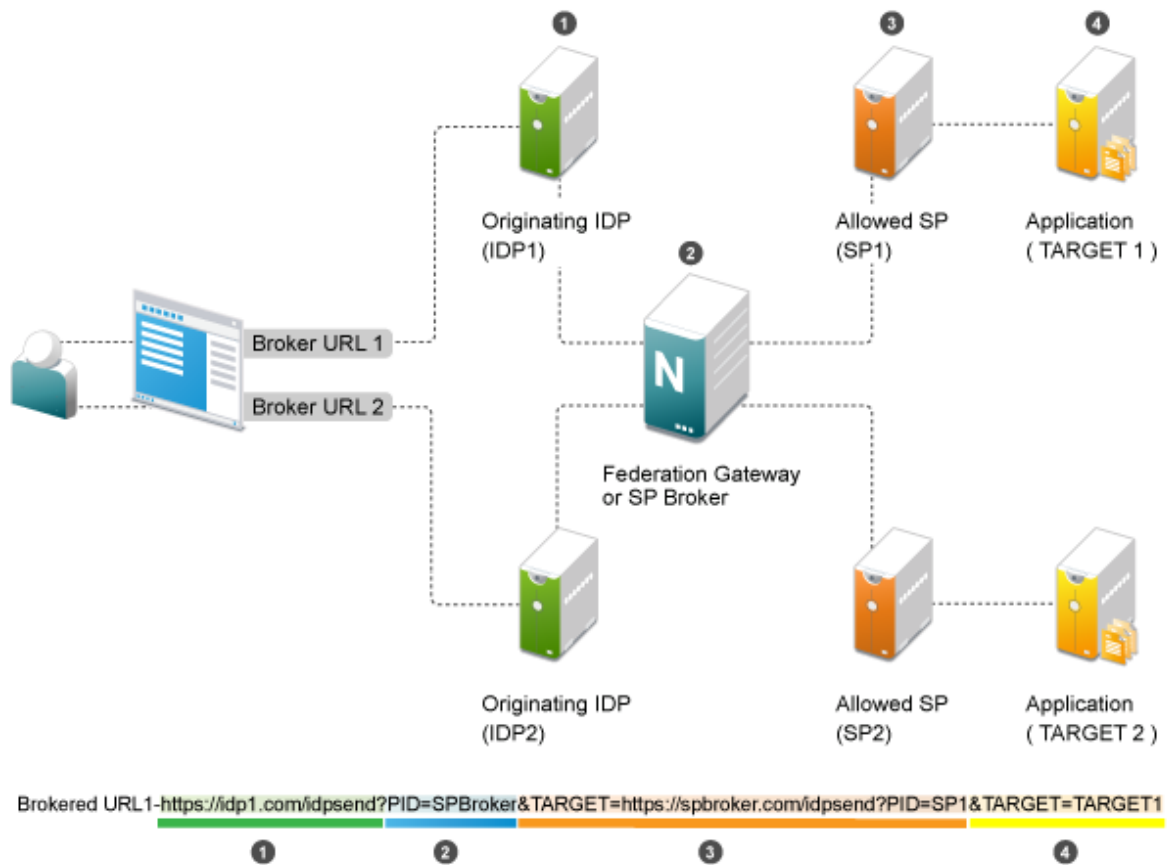 1
3
4
Originating IDP
(IDP1)
Allowed SP
(SP1)
Application
( TARGET 1 )
2
Broker URL 1
Broker URL 2
N
Federation Gateway
or SP Broker
Originating IDP
(IDP2)
Allowed SP
(SP2)
Application
( TARGET 2 )
Brokered URL1-https://idp1.com/idpsend?PID=SPBroker&TARGET=https://spbroker.com/idpsend?PID=SP1&TARGET=TARGET1
1
2
3
4